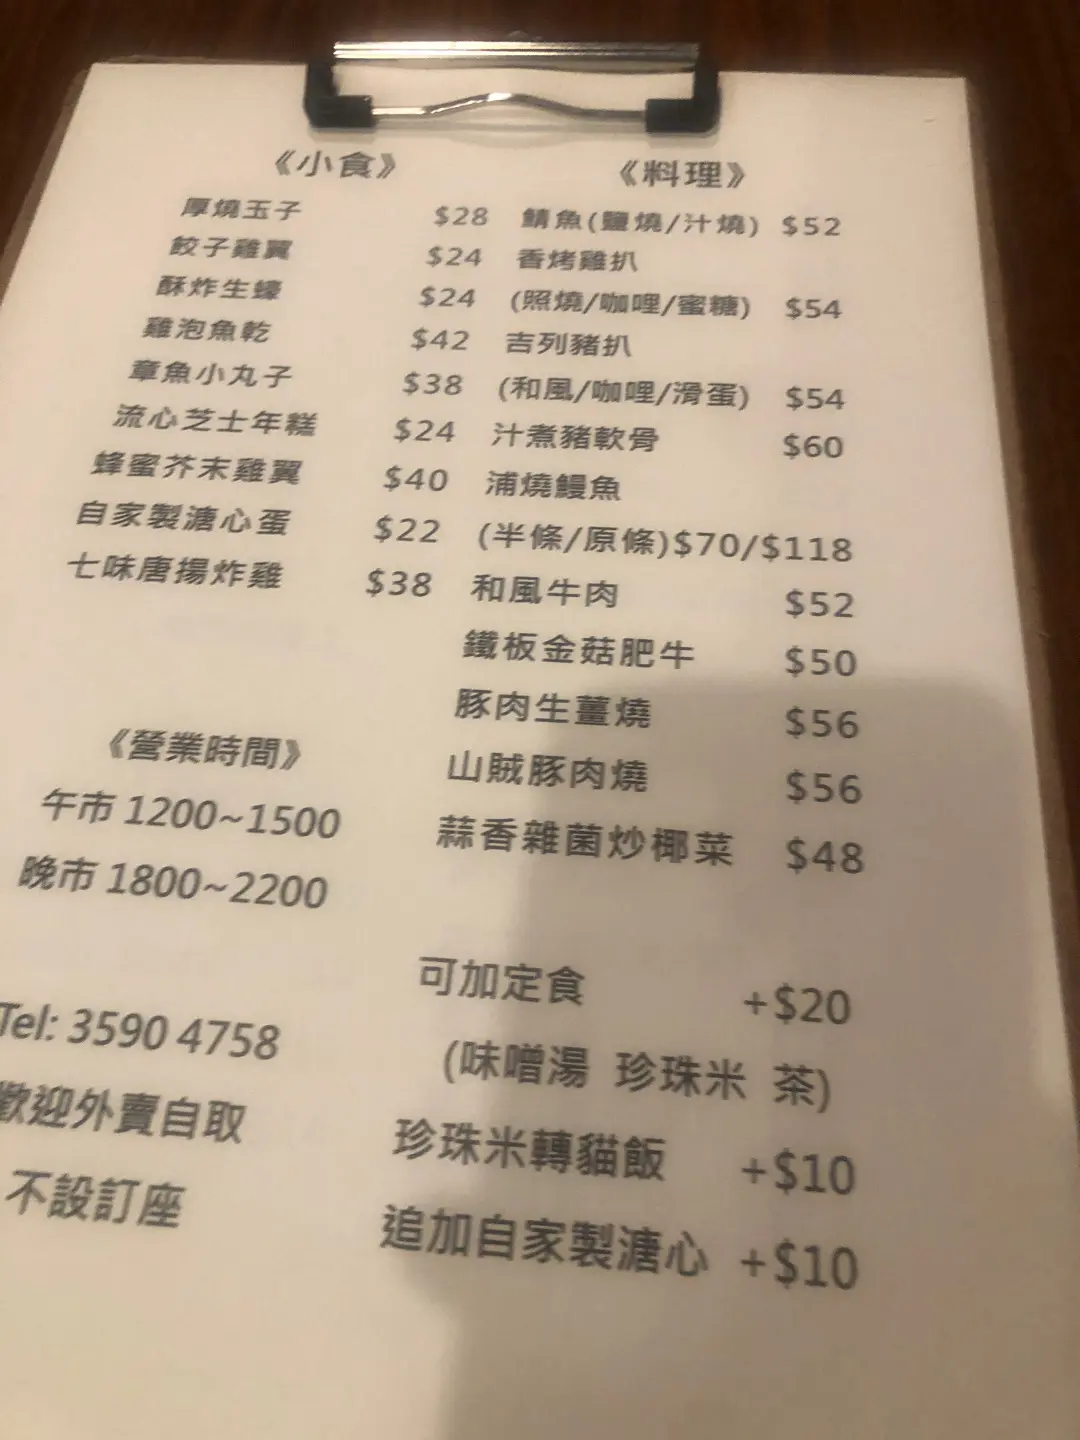 《小食》
厚燒玉子 $28
餃子雞翼 $24
酥炸生蠔 $24
雞泡魚乾 $42
章魚小丸子 $38
流心芝士年糕 $24
蜂蜜芥末雞翼 $40
自家製溏心蛋 $22
七味唐揚炸雞 $38
《料理》
鯖魚(鹽燒/汁燒) $52
香烤雞扒
(照燒/咖哩/蜜糖) $54
吉列豬扒
(和風/咖哩/滑蛋) $54
汁煮豬軟骨 $60
浦燒鰻魚
(半條/原條)$70/$118
和風牛肉 $52
鐵板金菇肥牛 $50
豚肉生薑燒 $56
山賊豚肉燒 $56
蒜香雜菌炒椰菜 $48
《營業時間》
午市 1200~1500
晚市 1800~2200
Tel: 3590 4758
歡迎外賣自取
不設訂座
可加定食 +$20
(味噌湯 珍珠米 茶)
珍珠米轉貓飯 +$10
追加自家製溏心 +$10